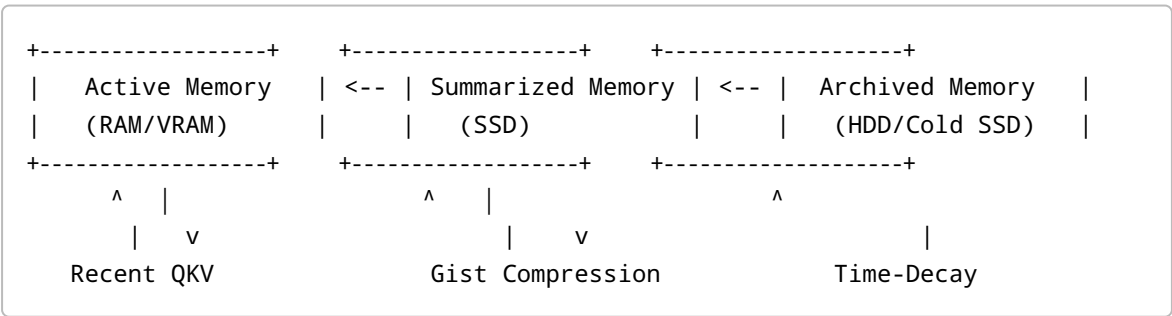 +-------------------+ +-------------------+ +--------------------+
| Active Memory | <-- | Summarized Memory | <-- | Archived Memory |
| (RAM/VRAM) | | (SSD) | | (HDD/Cold SSD) |
+-------------------+ +-------------------+ +--------------------+
^ | ^ | ^
| v | v |
Recent QKV Gist Compression Time-Decay